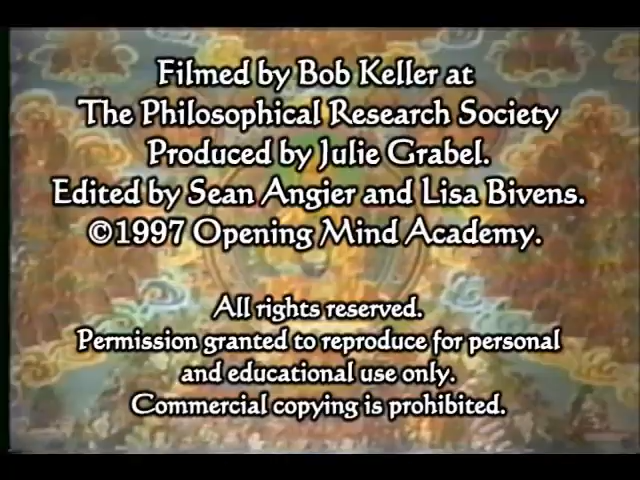 Filmed by Bob Keller at
The Philosophical Research Society
Produced by Julie Grabel.
Edited by Sean Angier and Lisa Bivens.
©1997 Opening Mind Academy.
All rights reserved.
Permission granted to reproduce for personal
and educational use only.
Commercial copying is prohibited.